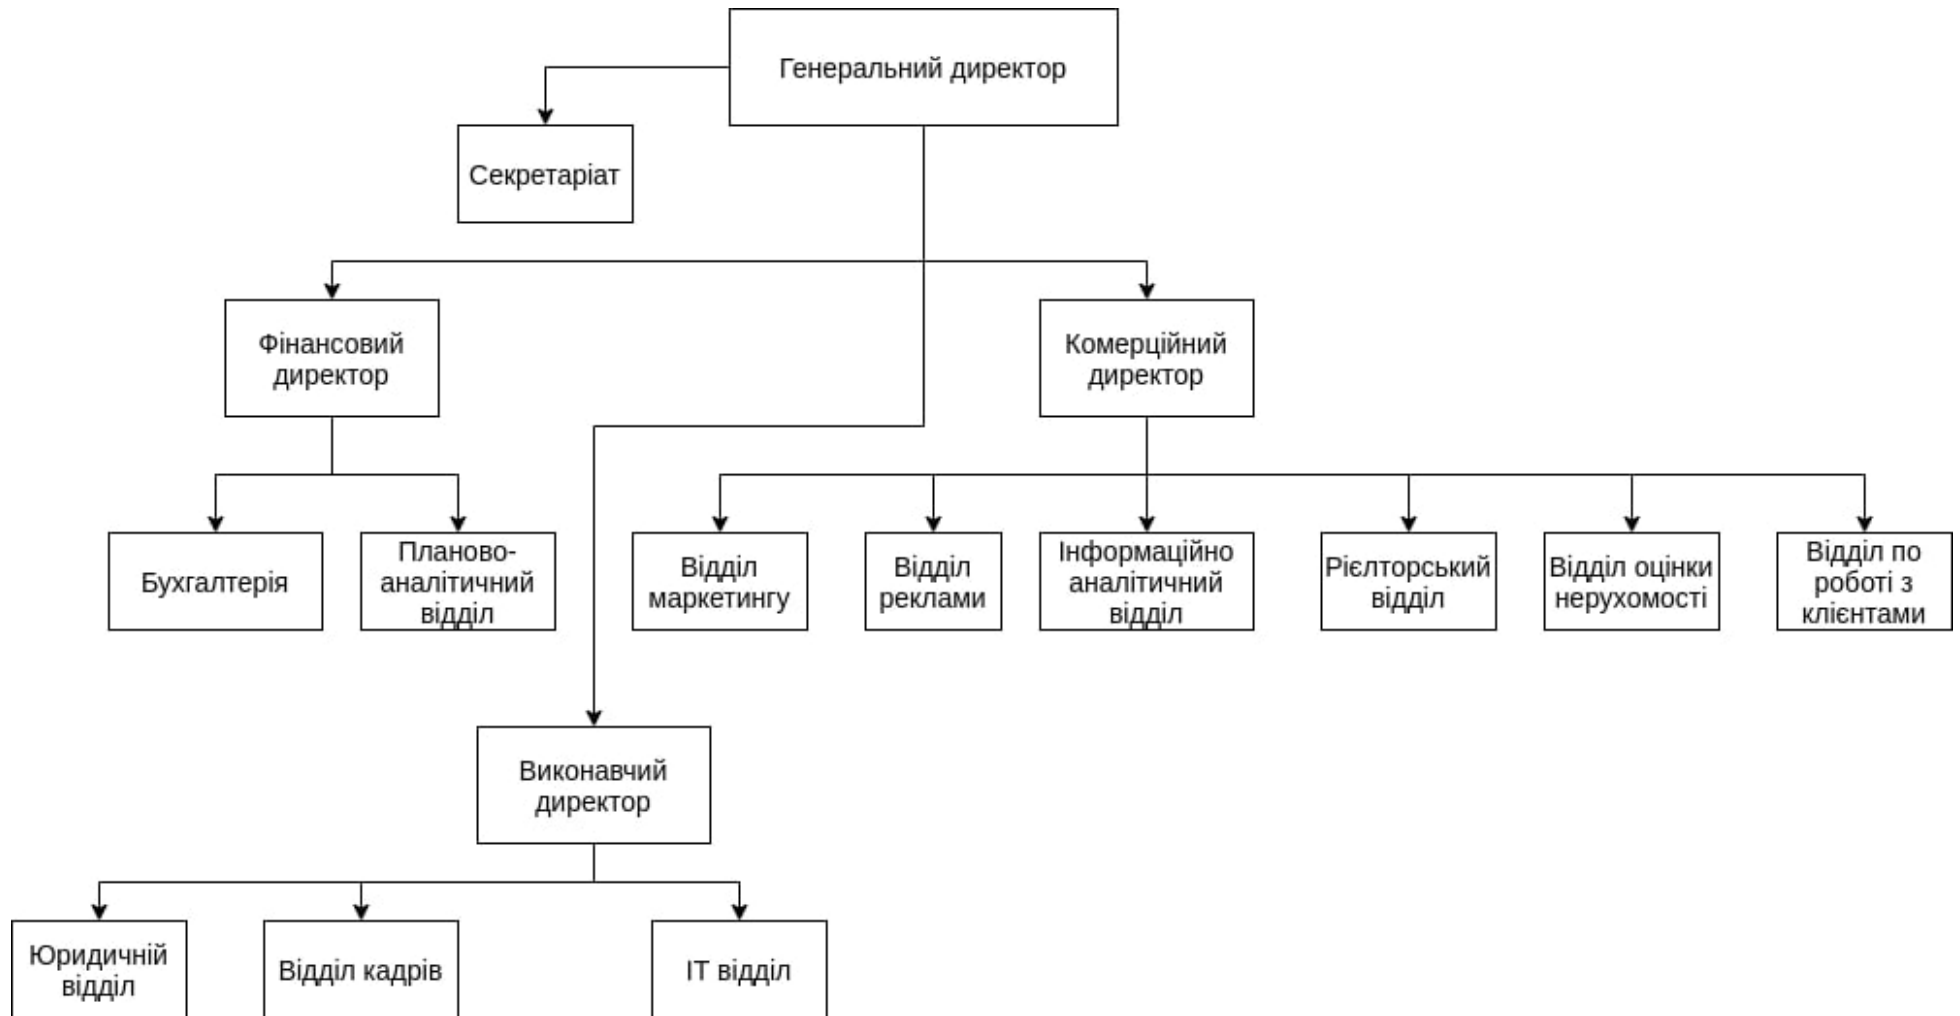 Генеральний директор
Секретаріат
Фінансовий
директор
Комерційний
директор
Бухгалтерія
Планово-
аналітичний
відділ
Відділ
маркетингу
Відділ
реклами
Інформаційно
аналітичний
відділ
Рієлторський
відділ
Відділ оцінки
нерухомості
Відділ по
роботі з
клієнтами
Виконавчий
директор
Юридичній
відділ
Відділ кадрів
ІТ відділ